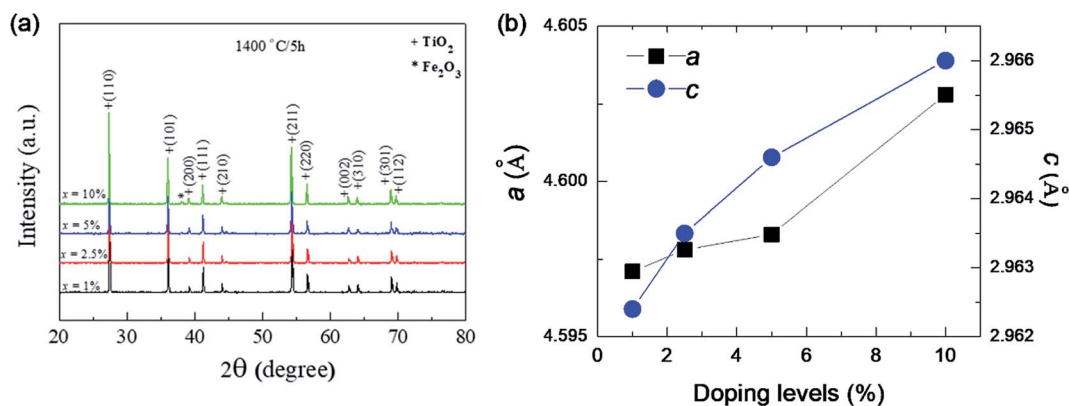 (a)
1400 °C/5h
+ TiO2
* Fe2O3
+(110)
+(101)
*
+(200)
+(111)
+(210)
+(211)
+(220)
+(002)
+(310)
+(301)
+(112)
x = 10%
x = 5%
x = 2.5%
x = 1%
Intensity (a.u.)
20 30 40 50 60 70 80
2θ (degree)
(b)
a
c
4.605
4.600
4.595
a (Å)
2.966
2.965
2.964
2.963
2.962
c (Å)
0 2 4 6 8 10
Doping levels (%)